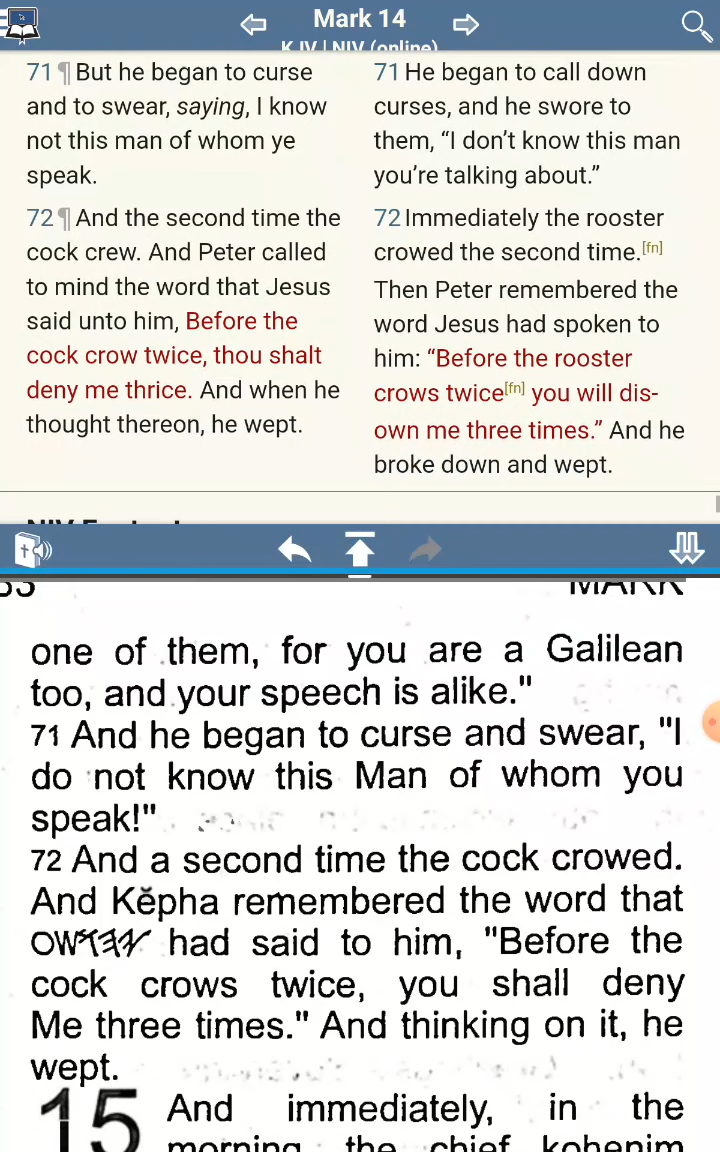 Mark 14
KJV | NIV (online)
71 ¶ But he began to curse
and to swear, saying, I know
not this man of whom ye
speak.
72 ¶ And the second time the
cock crew. And Peter called
to mind the word that Jesus
said unto him, Before the
cock crow twice, thou shalt
deny me thrice. And when he
thought thereon, he wept.
71 He began to call down
curses, and he swore to
them, “I don’t know this man
you’re talking about.”
72 Immediately the rooster
crowed the second time.[fn]
Then Peter remembered the
word Jesus had spoken to
him: “Before the rooster
crows twice[fn] you will dis-
own me three times.” And he
broke down and wept.
MARK
one of them, for you are a Galilean
too, and your speech is alike."
71 And he began to curse and swear, "I
do not know this Man of whom you
speak!"
72 And a second time the cock crowed.
And Kĕpha remembered the word that
had said to him, "Before the
cock crows twice, you shall deny
Me three times." And thinking on it, he
wept.
15 And immediately, in the
morning, the chief kohenim